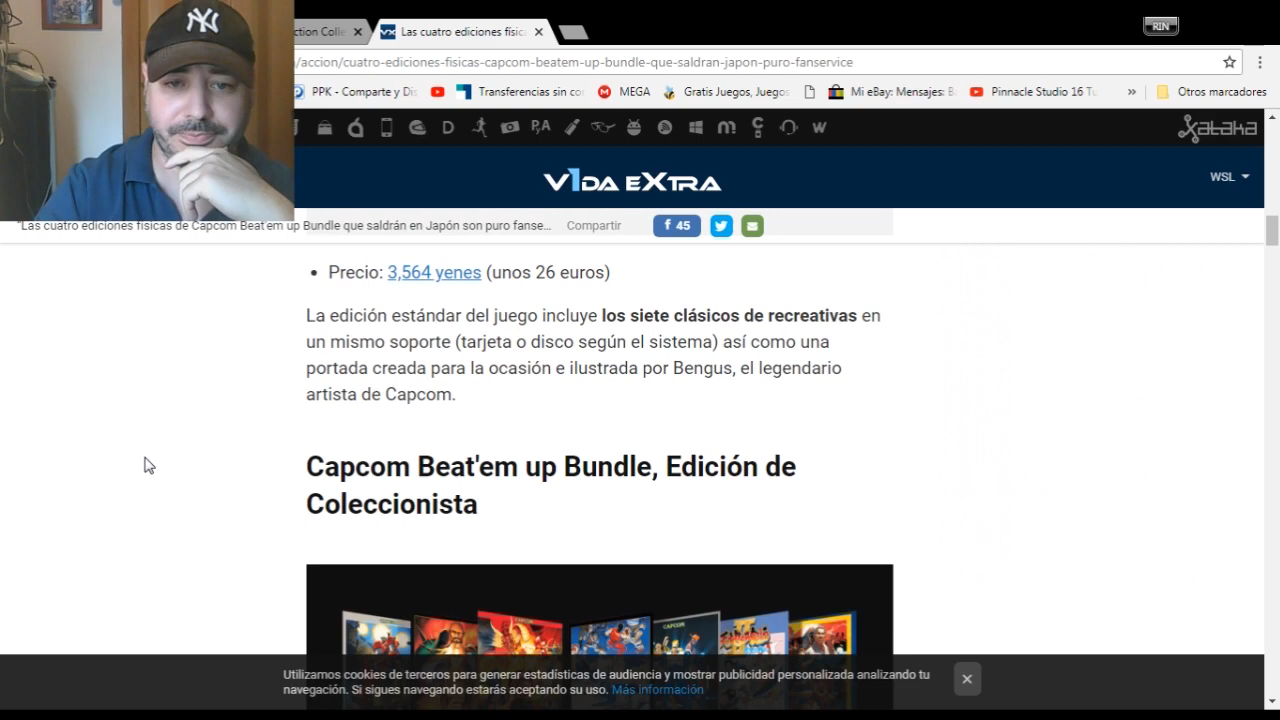 NY
ction Colle
VX Las cuatro ediciones físic
RIN
/accion/cuatro-ediciones-fisicas-capcom-beatem-up-bundle-que-saldran-japon-puro-fanservice
PPK - Comparte y Di
Transferencias sin co
MEGA
Gratis Juegos, Juegos
Mi eBay: Mensajes: B
Pinnacle Studio 16 Tu
»
Otros marcadores
xataka
VIDA EXTRA
WSL
"Las cuatro ediciones físicas de Capcom Beat'em up Bundle que saldrán en Japón son puro fanse...
Compartir
f 45
• Precio: 3,564 yenes (unos 26 euros)
La edición estándar del juego incluye los siete clásicos de recreativas en
un mismo soporte (tarjeta o disco según el sistema) así como una
portada creada para la ocasión e ilustrada por Bengus, el legendario
artista de Capcom.
Capcom Beat'em up Bundle, Edición de
Coleccionista
CAPCOM
Utilizamos cookies de terceros para generar estadísticas de audiencia y mostrar publicidad personalizada analizando tu
navegación. Si sigues navegando estarás aceptando su uso. Más información